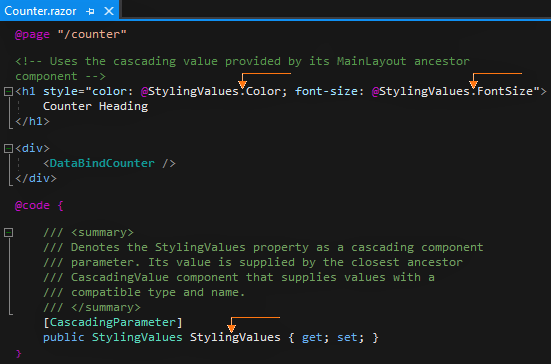 Counter.razor
@page "/counter"
<!-- Uses the cascading value provided by its MainLayout ancestor
component -->
<h1 style="color: @StylingValues.Color; font-size: @StylingValues.FontSize">
Counter Heading
</h1>
<div>
<DataBindCounter />
</div>
@code {
/// <summary>
/// Denotes the StylingValues property as a cascading component
/// parameter. Its value is supplied by the closest ancestor
/// CascadingValue component that supplies values with a
/// compatible type and name.
/// </summary>
[CascadingParameter]
public StylingValues StylingValues { get; set; }
}